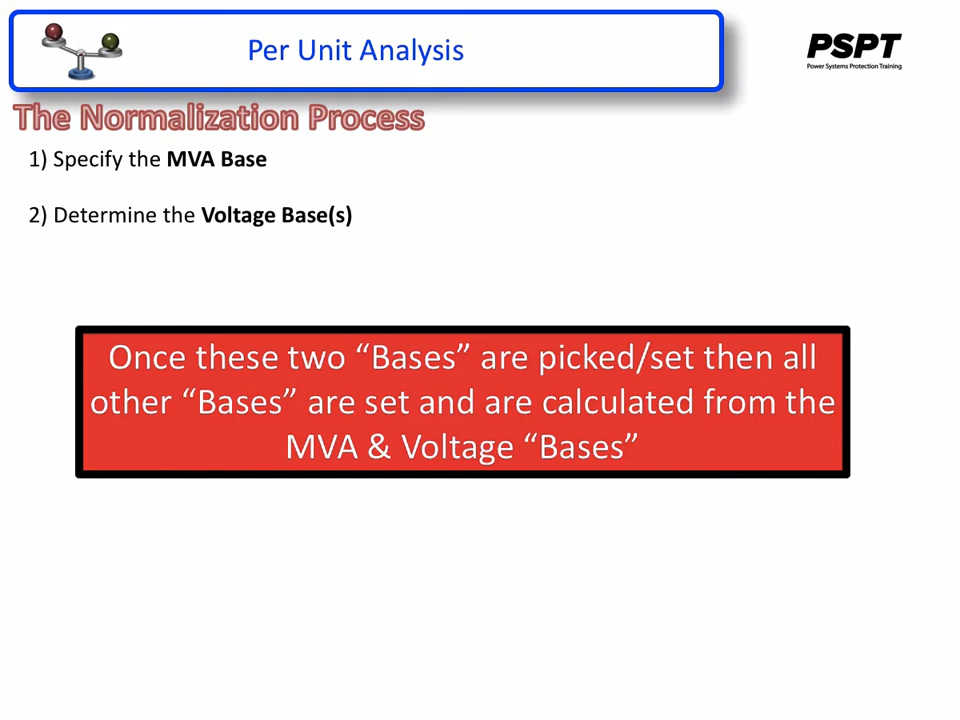 Per Unit Analysis
PSPT
Power Systems Protection Training
The Normalization Process
1) Specify the MVA Base
2) Determine the Voltage Base(s)
Once these two “Bases” are picked/set then all
other “Bases” are set and are calculated from the
MVA & Voltage “Bases”